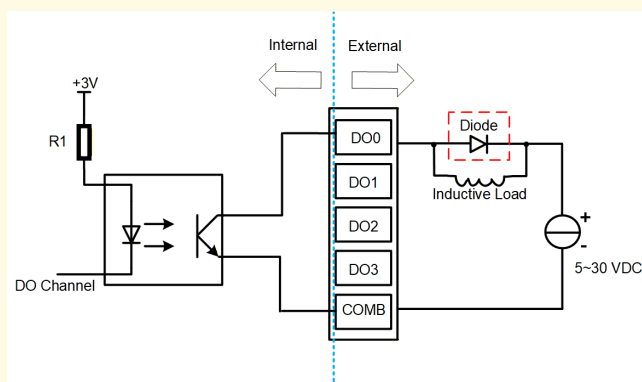 Internal
External
+3V
R1
DO Channel
DO0
DO1
DO2
DO3
COMB
Diode
Inductive Load
+
-
5~30 VDC